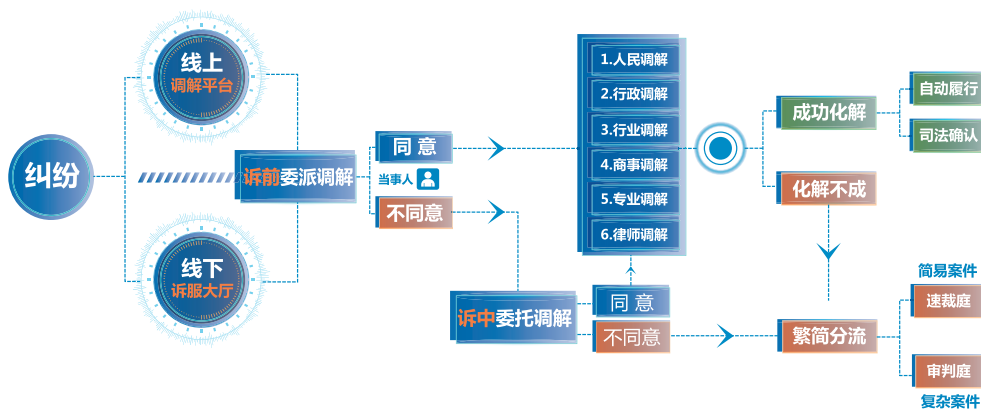 纠纷
线上
调解平台
线下
诉服大厅
诉前委派调解
同 意
当事人
不同意
1.人民调解
2.行政调解
3.行业调解
4.商事调解
5.专业调解
6.律师调解
诉中委托调解
同 意
不同意
成功化解
自动履行
司法确认
化解不成
繁简分流
简易案件
速裁庭
审判庭
复杂案件